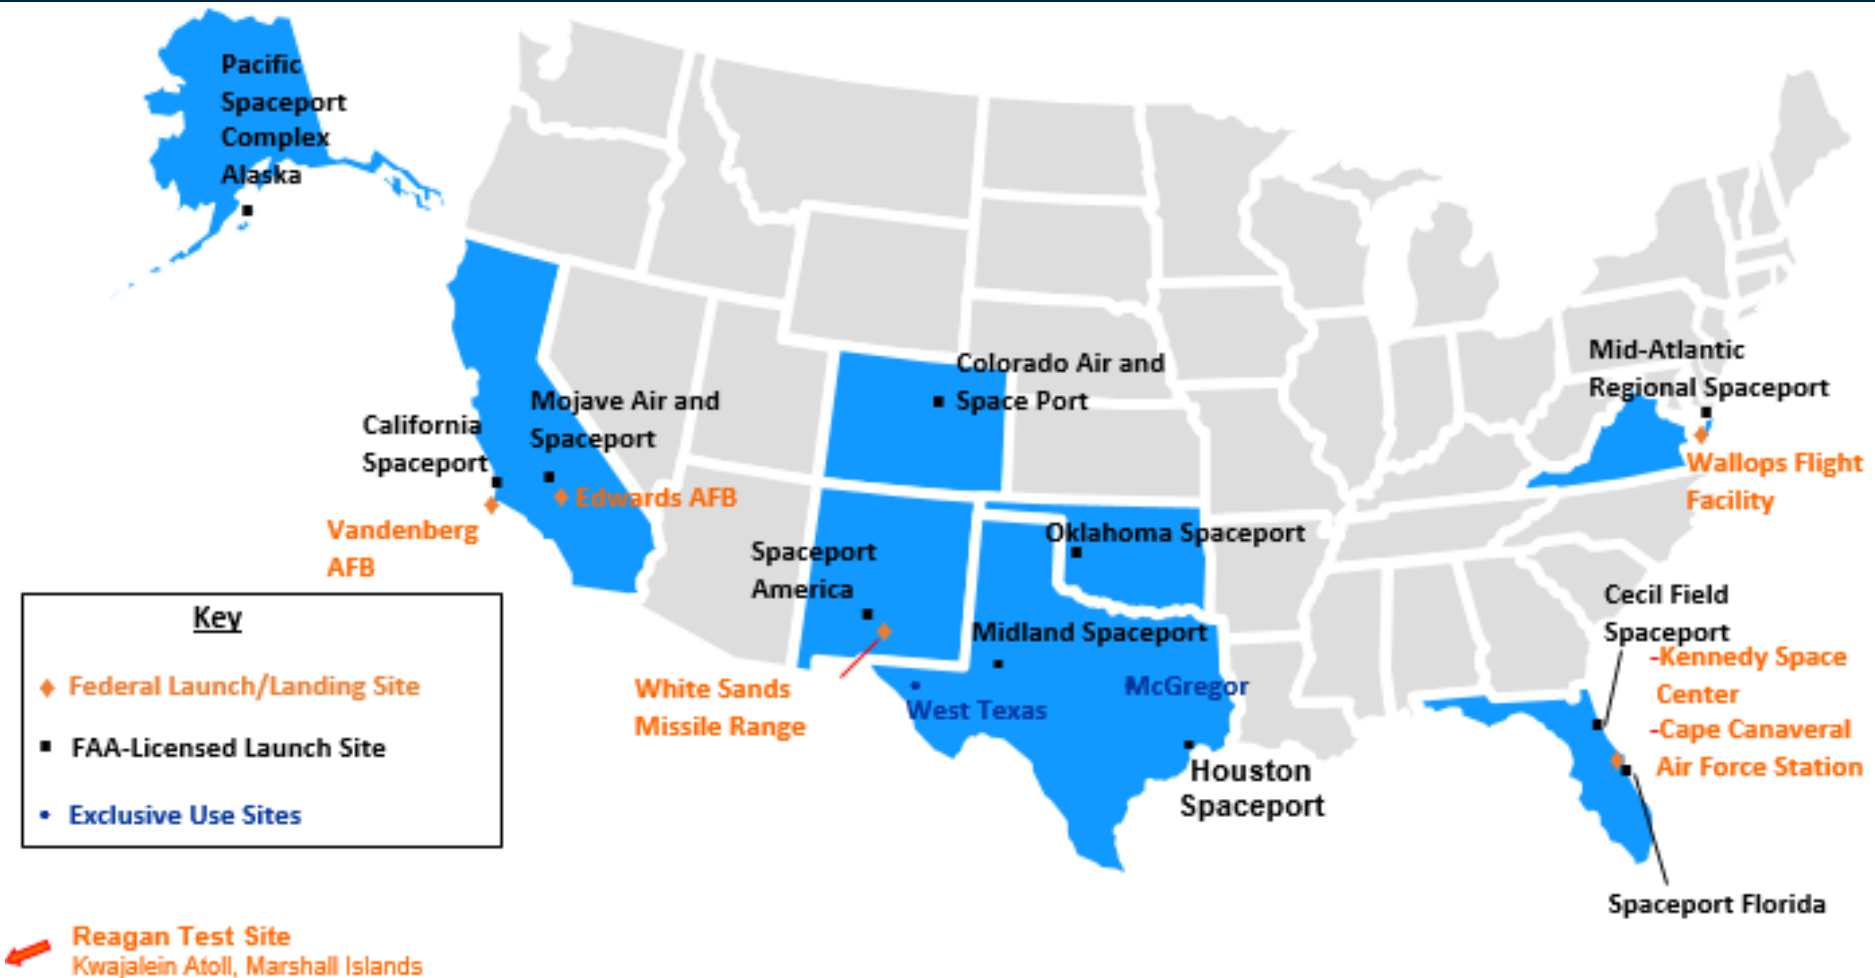 Pacific
Spaceport
Complex
Alaska
Colorado Air and
Space Port
Mid-Atlantic
Regional Spaceport
Mojave Air and
Spaceport
California
Spaceport
Wallops Flight
Facility
Edwards AFB
Vandenberg
AFB
Oklahoma Spaceport
Spaceport
America
Cecil Field
Spaceport
Midland Spaceport
-Kennedy Space
Center
-Cape Canaveral
Air Force Station
White Sands
Missile Range
McGregor
West Texas
Houston
Spaceport
Spaceport Florida
Key
Federal Launch/Landing Site
FAA-Licensed Launch Site
Exclusive Use Sites
Reagan Test Site
Kwajalein Atoll, Marshall Islands